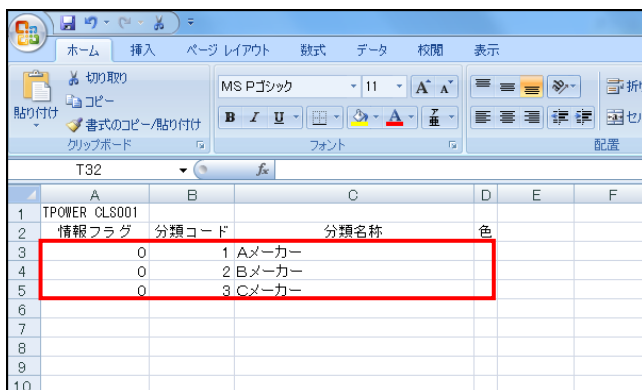 ホーム 挿入 ページ レイアウト 数式 データ 校閲 表示
切り取り
コピー
書式のコピー/貼り付け
貼り付け
MS Pゴシック 11
B I U
クリップボード フォント 配置
T32 fx
A B C D E F
1 TPOWER CLS001
2 情報フラグ 分類コード 分類名称 色
3 0 1 Aメーカー
4 0 2 Bメーカー
5 0 3 Cメーカー
6
7
8
9
10